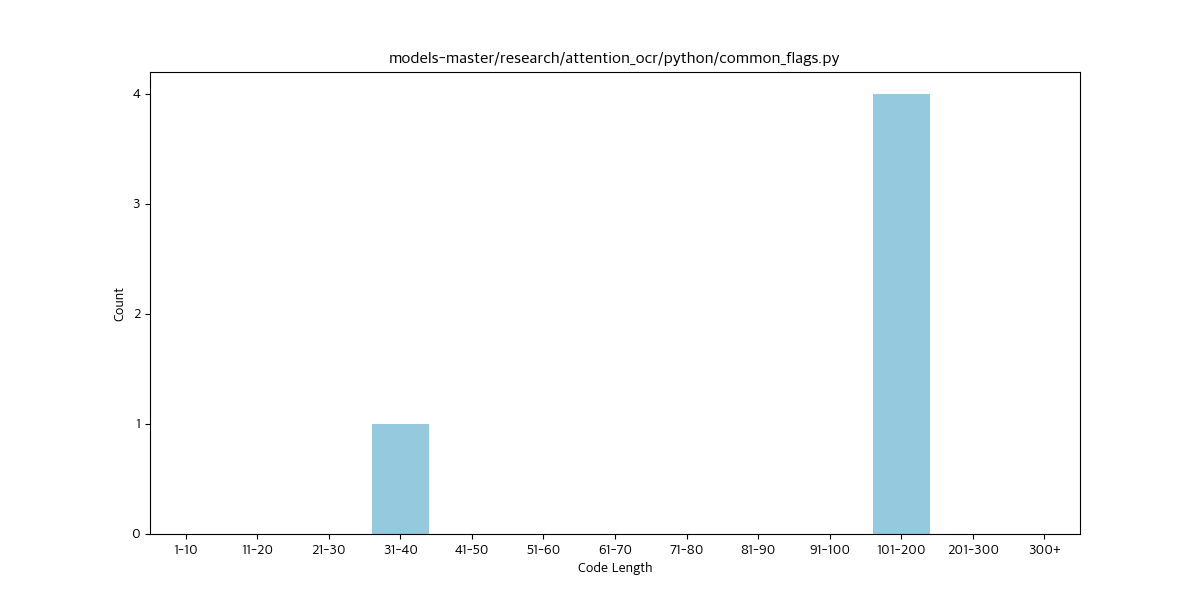 models-master/research/attention_ocr/python/common_flags.py
4
3
2
1
0
Count
1-10 11-20 21-30 31-40 41-50 51-60 61-70 71-80 81-90 91-100 101-200 201-300 300+
Code Length